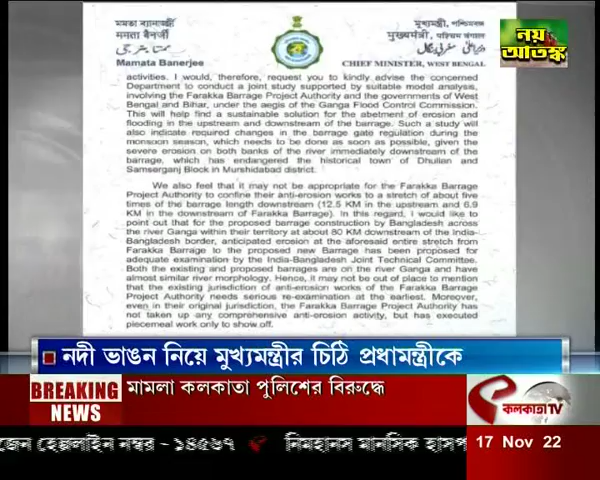 মমতা ব্যানার্জী
ममता बैनर्जी
Mamata Banerjee
মুখ্যমন্ত্রী, পশ্চিমবঙ্গ
मुख्यमंत्री, पश्चिम बंगाल
CHIEF MINISTER, WEST BENGAL
নয়া
আতঙ্ক
activities. I would, therefore, request you to kindly advise the concerned
Department to conduct a joint study supported by suitable model analysis,
involving the Farakka Barrage Project Authority and the governments of West
Bengal and Bihar, under the aegis of the Ganga Flood Control Commission.
This will help find a sustainable solution for the abetment of erosion and
flooding in the upstream and downstream of the barrage. Such a study will
also indicate required changes in the barrage gate regulation during the
monsoon season, which needs to be done as soon as possible, given the
severe erosion on both banks of the river immediately downstream of the
barrage, which has endangered the historical town of Dhulian and
Samserganj Block in Murshidabad district.
We also feel that it may not be appropriate for the Farakka Barrage
Project Authority to confine their anti-erosion works to a stretch of about five
times of the barrage length downstream (12.5 KM in the upstream and 6.9
KM in the downstream of Farakka Barrage). In this regard, I would like to
point out that for the proposed barrage construction by Bangladesh across
the river Ganga within their territory at about 80 KM downstream of the India-
Bangladesh border, anticipated erosion at the aforesaid entire stretch from
Farakka Barrage to the proposed new Barrage has been proposed for
adequate examination by the India-Bangladesh Joint Technical Committee.
Both the existing and proposed barrages are on the river Ganga and have
almost similar river morphology. Hence, it may not be out of place to mention
that the existing jurisdiction of anti-erosion works of the Farakka Barrage
Project Authority needs serious re-examination at the earliest. Moreover,
even in their original jurisdiction, the Farakka Barrage Project Authority has
not taken up any comprehensive anti-erosion activity, but has executed
piecemeal work only to show off.
নদী ভাঙন নিয়ে মুখ্যমন্ত্রীর চিঠি প্রধামন্ত্রীকে
BREAKING
NEWS
মামলা কলকাতা পুলিশের বিরুদ্ধে
কলকাতা TV
জেন হেল্পলাইন নম্বর - ১৪৫৬৭ নিমহানস মানসিক হাসপ
17 Nov 22